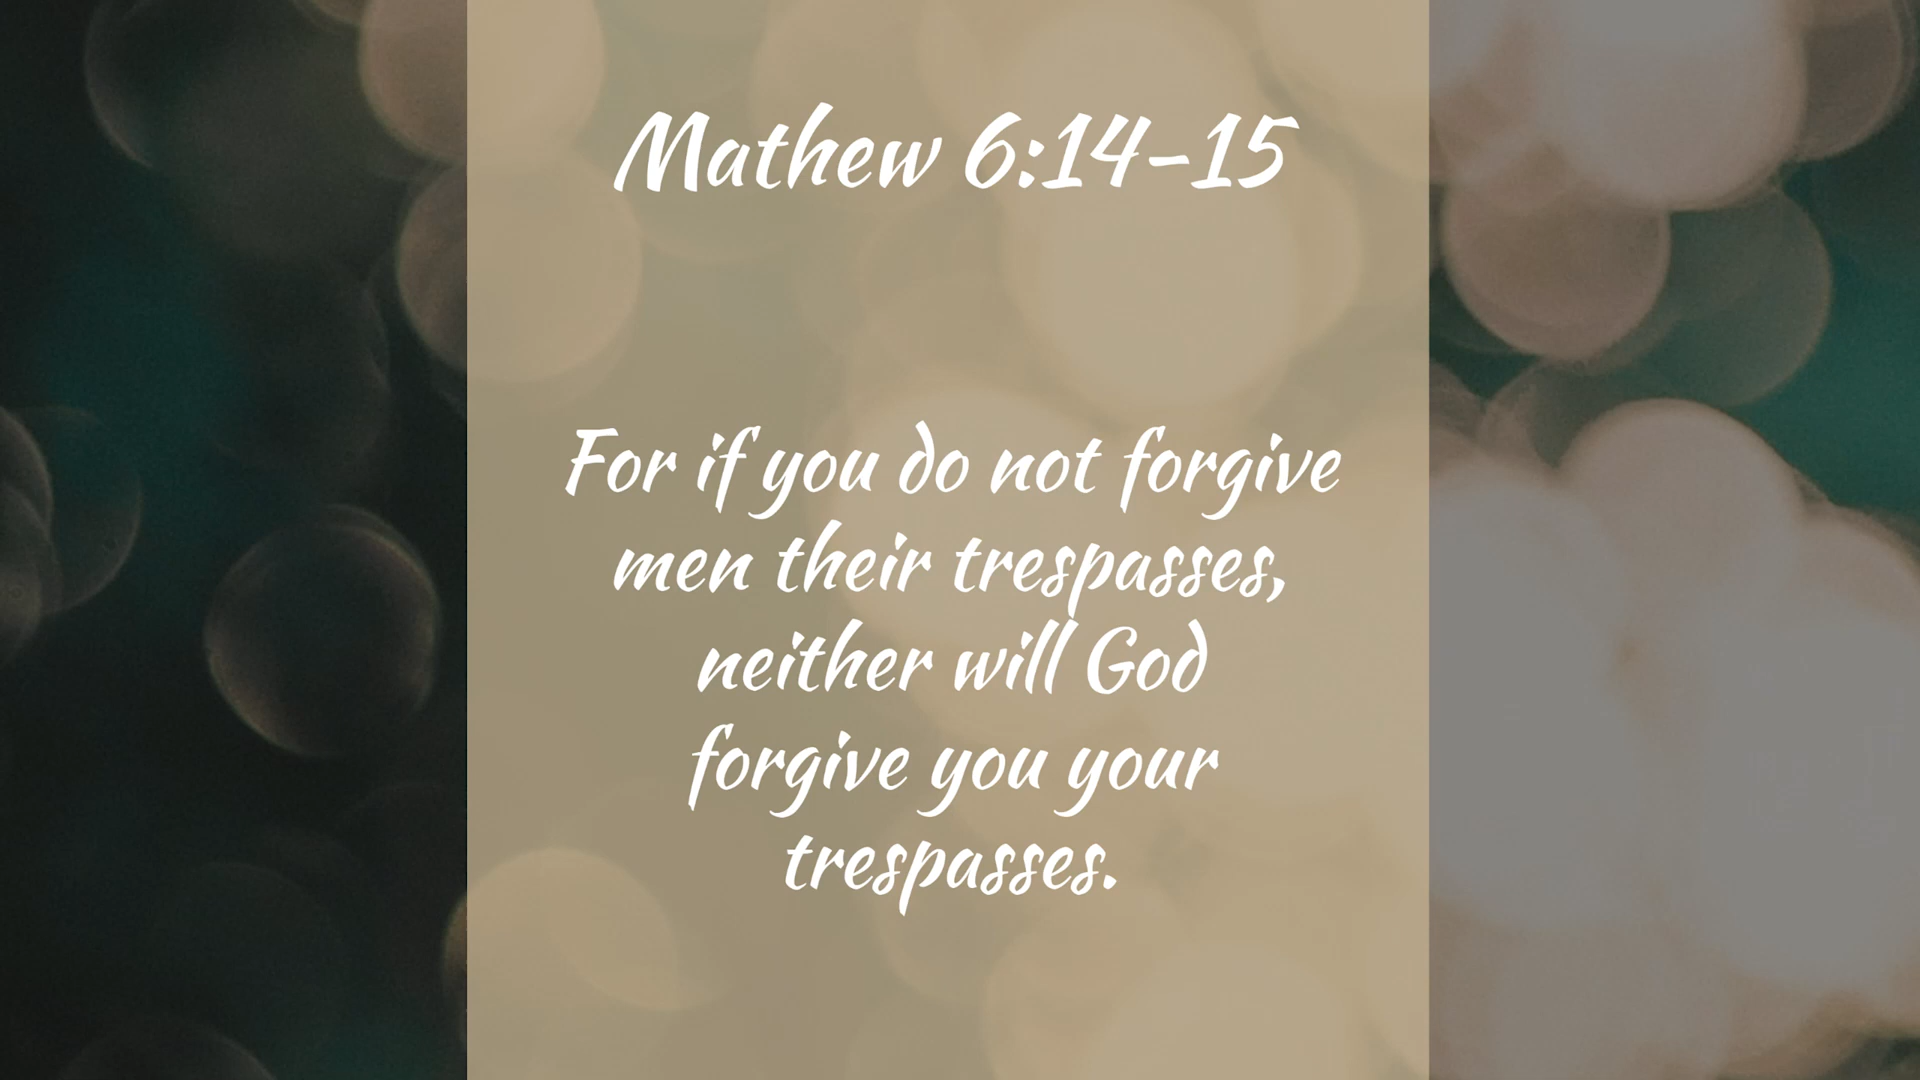 Mathew 6:14-15
For if you do not forgive
men their trespasses,
neither will God
forgive you your
trespasses.